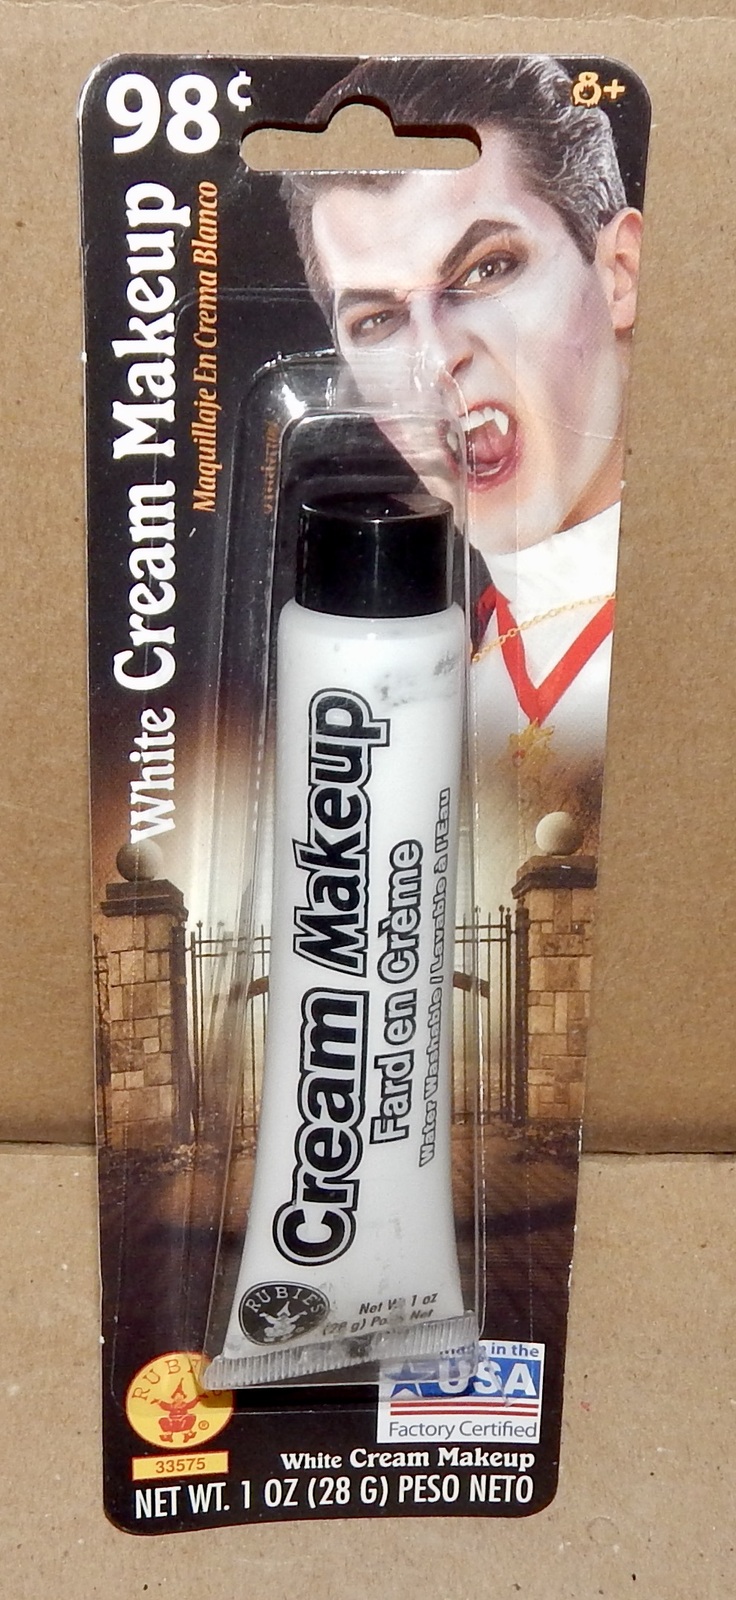 98¢
8+
White Cream Makeup
Maquillaje En Crema Blanco
Cream Makeup
Fard en Crème
Water Washable / Lavable à l'Eau
RUBIE'S
Net Wt. 1 oz
(28 g) Poids Net
RUBIE
®
33575
Made in the
USA
Factory Certified
White Cream Makeup
NET WT. 1 OZ (28 G) PESO NETO